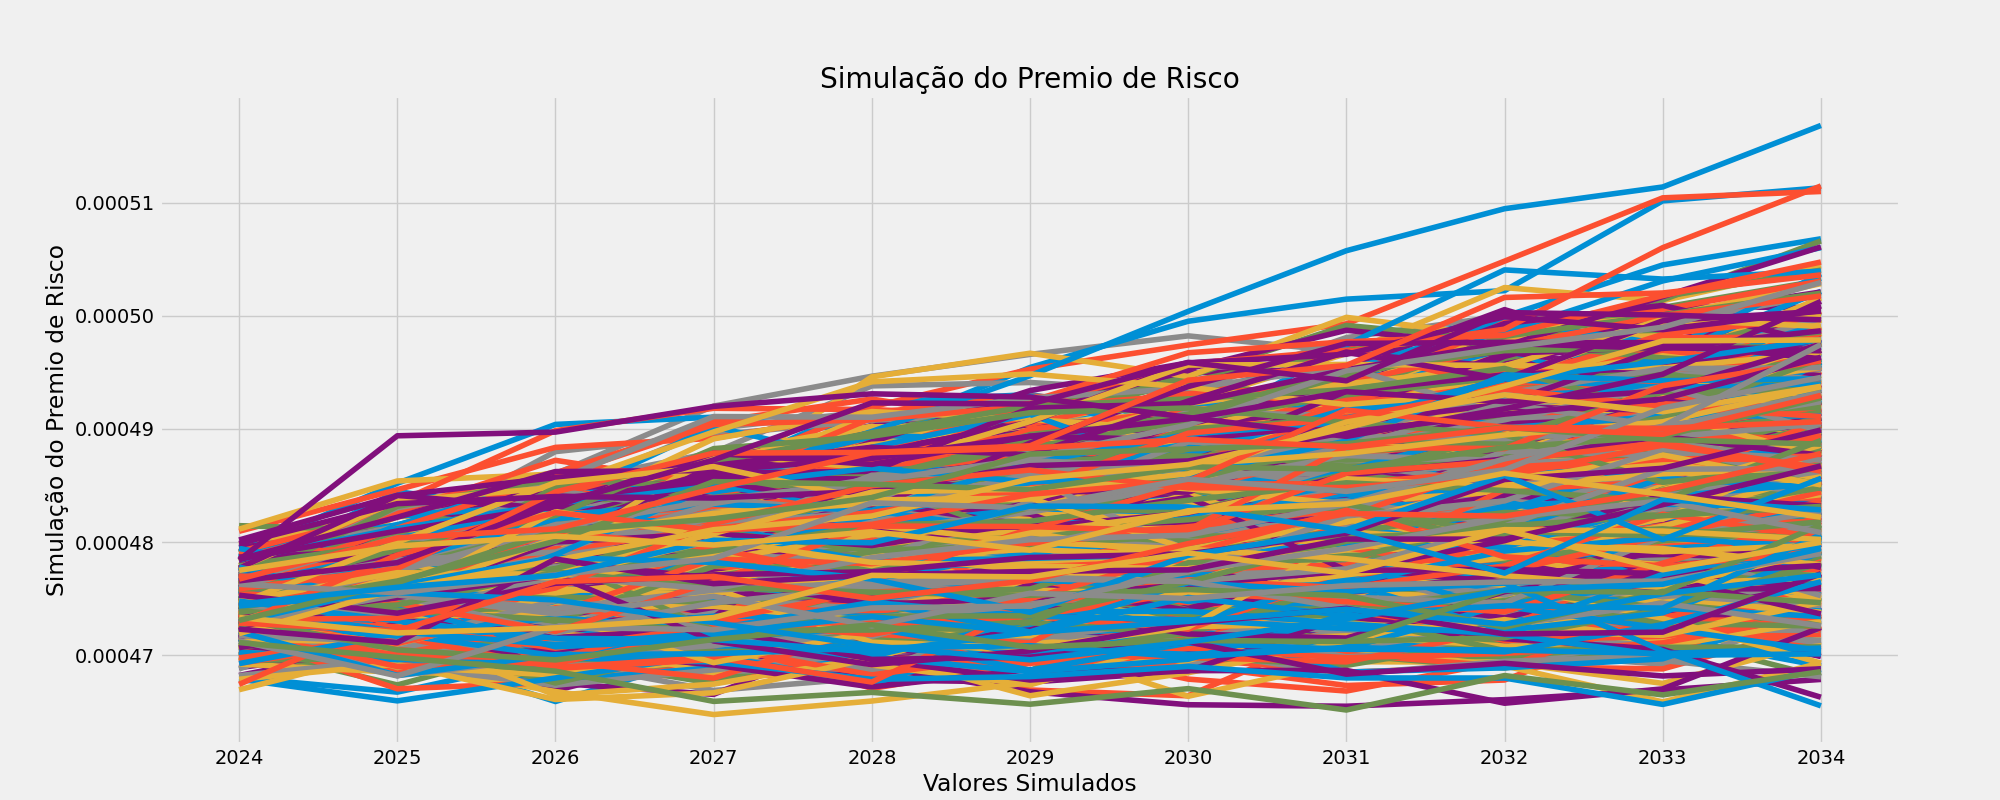 Simulação do Premio de Risco
Simulação do Premio de Risco
0.00051
0.00050
0.00049
0.00048
0.00047
2024 2025 2026 2027 2028 2029 2030 2031 2032 2033 2034
Valores Simulados